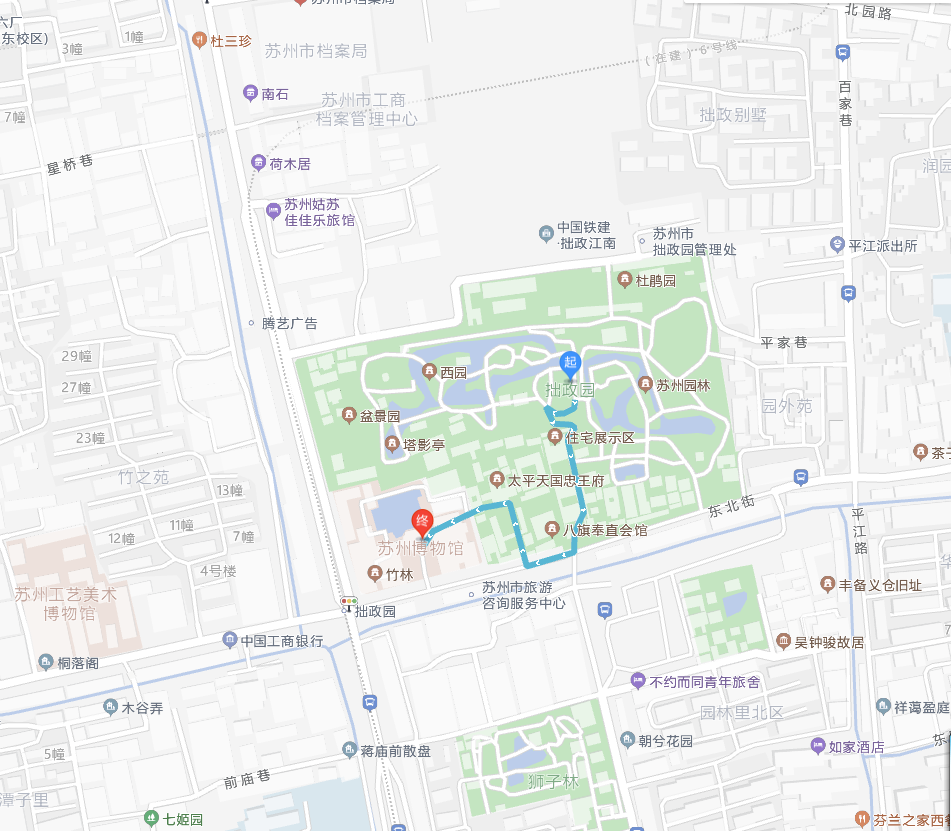 苏州市档案局
北园路
六厂
东校区)
1幢
3幢
杜三珍
苏州市档案局
(在建)6号线
南石
苏州市工商
档案管理中心
百家巷
拙政别墅
7幢
星桥巷
荷木居
润园
苏州姑苏
佳佳乐旅馆
中国铁建
·拙政江南
苏州市
拙政园管理处
平江派出所
杜鹃园
腾艺广告
平家巷
29幢
起
西园
拙政园
苏州园林
27幢
园外苑
盆景园
23幢
塔影亭
住宅展示区
茶
竹之苑
太平天国忠王府
13幢
东北街
终
11幢
八旗奉直会馆
平江路
12幢
7幢
苏州博物馆
4号楼
竹林
苏州工艺美术
博物馆
苏州市旅游
咨询服务中心
丰备义仓旧址
拙政园
中国工商银行
吴钟骏故居
桐落阁
不约而同青年旅舍
木谷弄
园林里北区
祥蔼盈庭
朝兮花园
如家酒店
东
5幢
蒋庙前散盘
前庙巷
狮子林
潭子里
七姬园
芬兰之家西